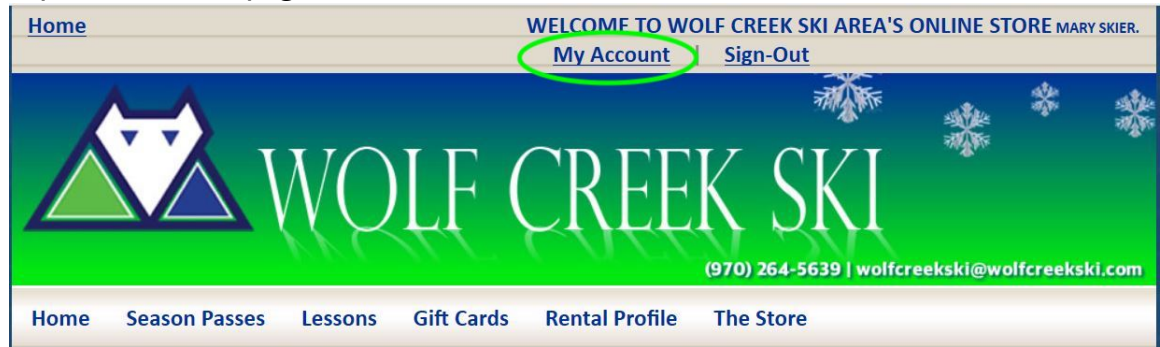 Home WELCOME TO WOLF CREEK SKI AREA'S ONLINE STORE MARY SKIER.
My Account | Sign-Out
WOLF CREEK SKI
(970) 264-5639 | wolfcreekski@wolfcreekski.com
Home Season Passes Lessons Gift Cards Rental Profile The Store